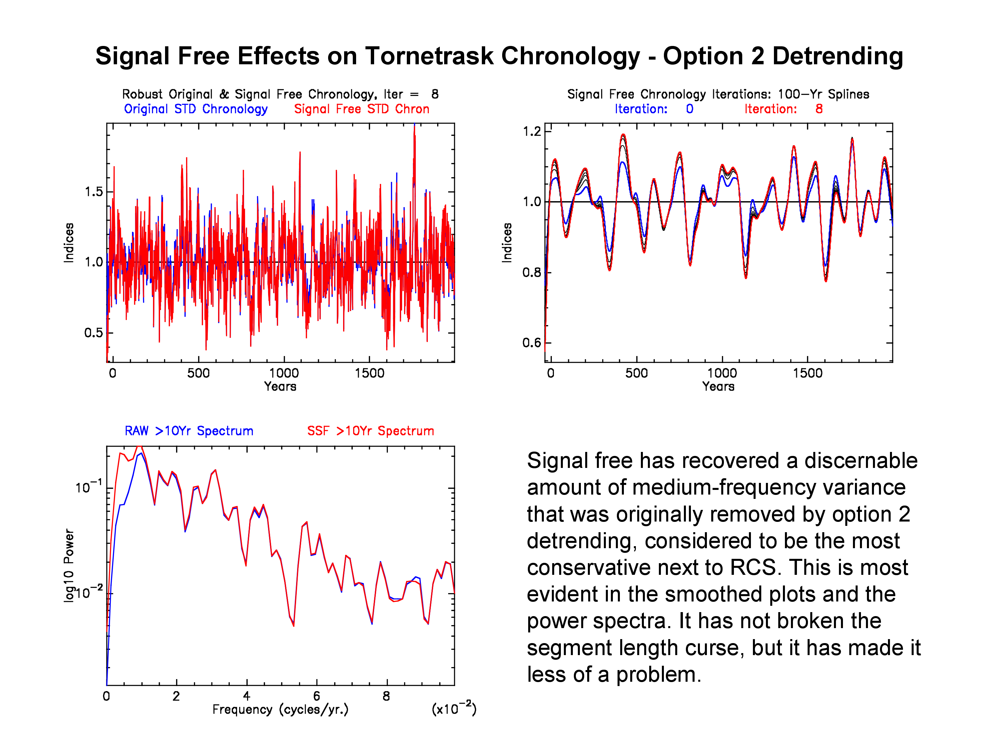 Signal Free Effects on Tornetrask Chronology - Option 2 Detrending
Robust Original & Signal Free Chronology, Iter = 8
Original STD Chronology Signal Free STD Chron
1.5
1.0
0.5
Indices
0 500 1000 1500
Years
Signal Free Chronology Iterations: 100-Yr Splines
Iteration: 0 Iteration: 8
1.2
1.0
0.8
0.6
Indices
0 500 1000 1500
Years
RAW >10Yr Spectrum SSF >10Yr Spectrum
10⁻¹
10⁻²
log10 Power
0 2 4 6 8
Frequency (cycles/yr.) (x10⁻²)
Signal free has recovered a discernable
amount of medium-frequency variance
that was originally removed by option 2
detrending, considered to be the most
conservative next to RCS. This is most
evident in the smoothed plots and the
power spectra. It has not broken the
segment length curse, but it has made it
less of a problem.